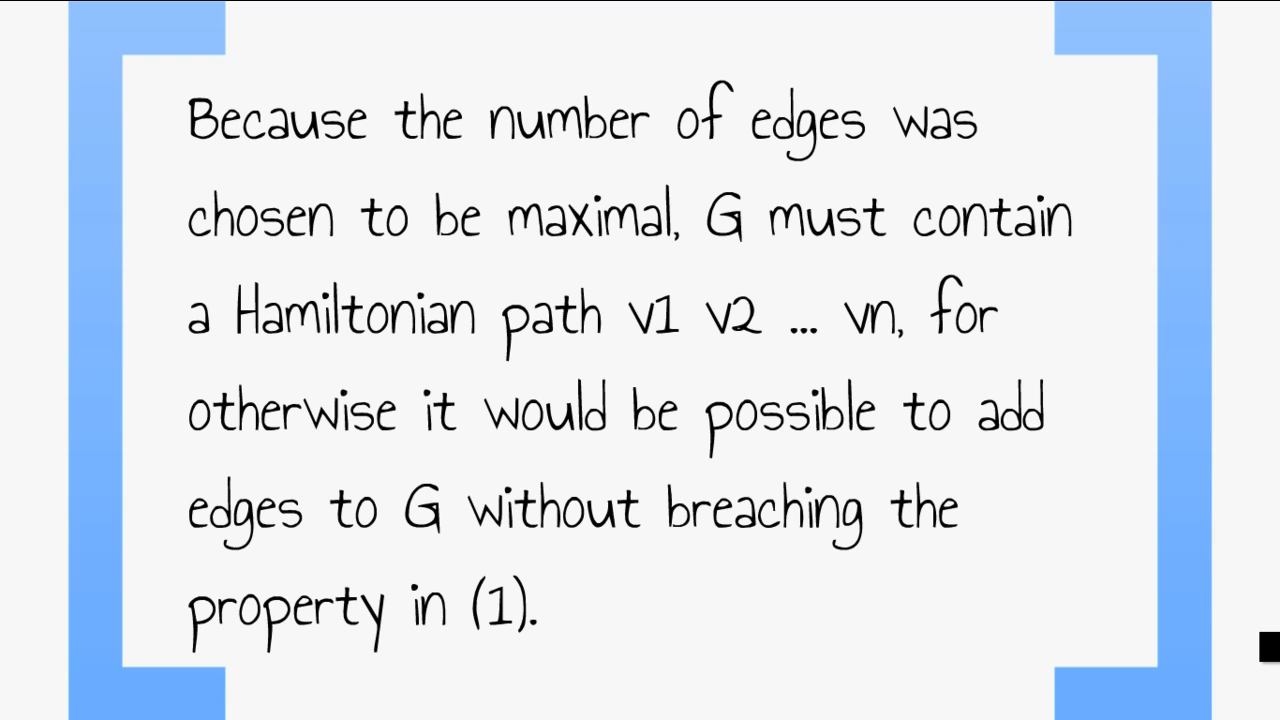 Because the number of edges was
chosen to be maximal, G must contain
a Hamiltonian path v1 v2 ... vn, for
otherwise it would be possible to add
edges to G without breaching the
property in (1).